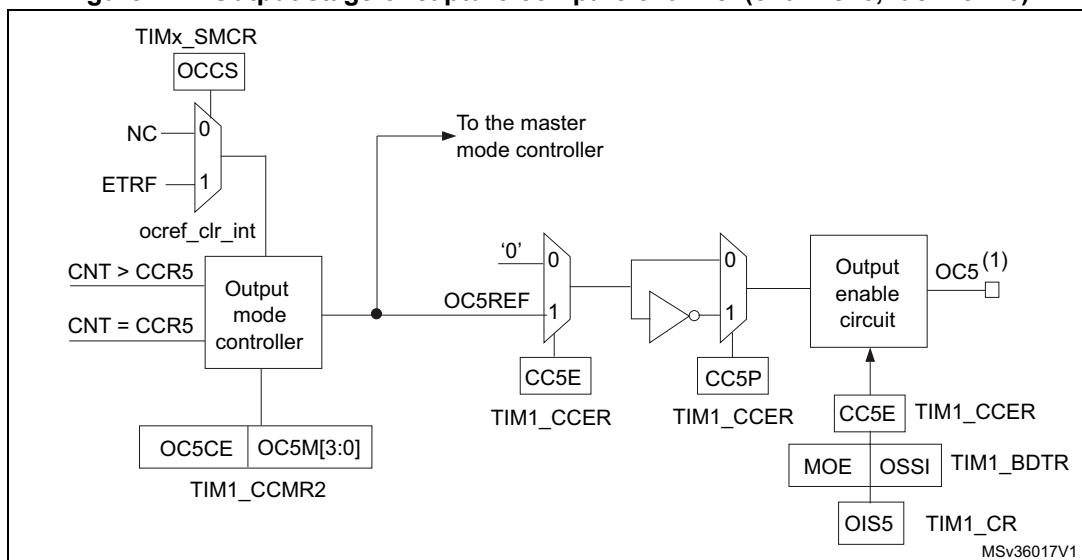 TIMx_SMCR
OCCS
NC
0
ETRF
1
ocref_clr_int
To the master
mode controller
CNT > CCR5
CNT = CCR5
Output
mode
controller
OC5REF
'0'
0
1
0
1
Output
enable
circuit
OC5 (1)
CC5E
TIM1_CCER
CC5P
TIM1_CCER
CC5E
TIM1_CCER
MOE
OSSI
TIM1_BDTR
OIS5
TIM1_CR
OC5CE
OC5M[3:0]
TIM1_CCMR2
MSv36017V1